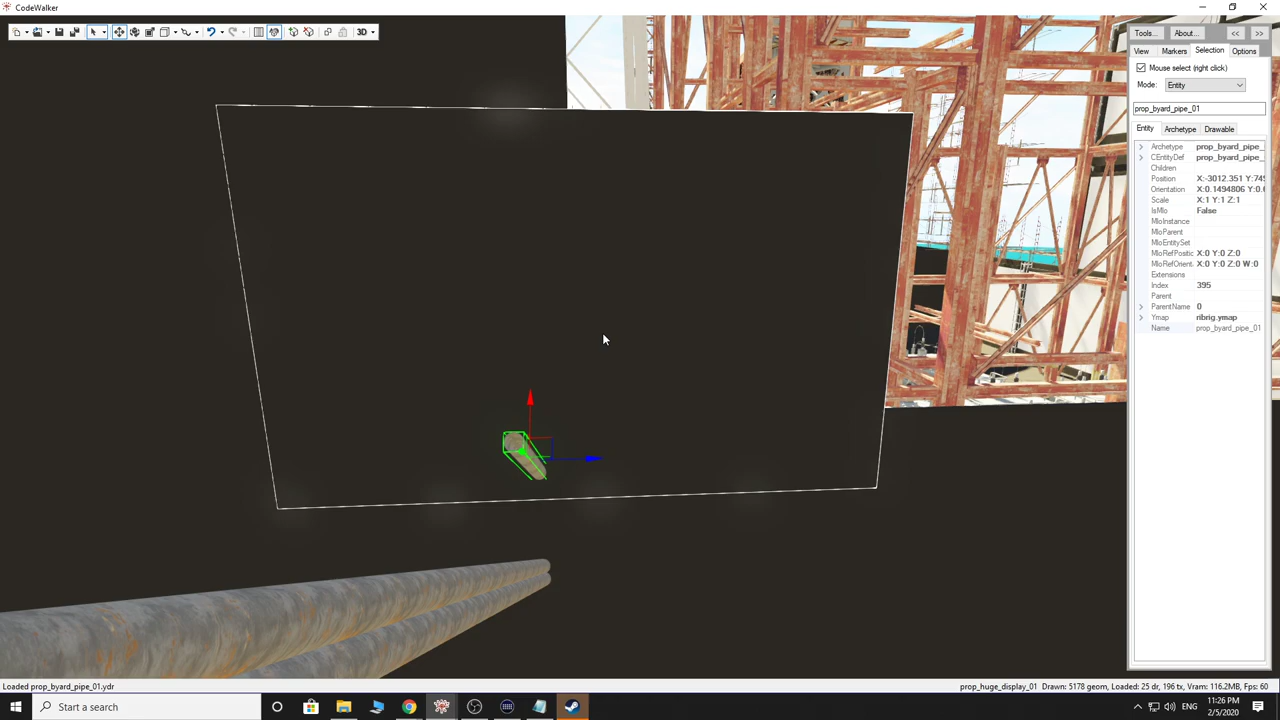 CodeWalker
3D
Tools... About... << >>
View Markers Selection Options
Mouse select (right click)
Mode: Entity
prop_byard_pipe_01
Entity Archetype Drawable
Archetype prop_byard_pipe_
CEntityDef prop_byard_pipe_
Children
Position X:-3012.351 Y:74
Orientation X:0.1494806 Y:0.
Scale X:1 Y:1 Z:1
IsMlo False
MloInstance
MloParent
MloEntitySet
MloRefPositic X:0 Y:0 Z:0
MloRefOrient. X:0 Y:0 Z:0 W:0
Extensions
Index 395
Parent
ParentName 0
Ymap ribrig.ymap
Name prop_byard_pipe_01
Loaded prop_byard_pipe_01.ydr
prop_huge_display_01 Drawn: 5178 geom, Loaded: 25 dr, 196 tx, Vram: 116.2MB, Fps: 60
Start a search
ENG
11:26 PM
2/5/2020